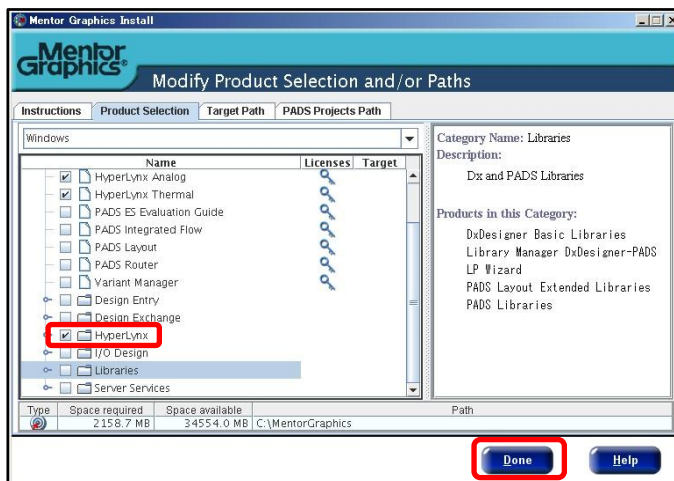 Mentor Graphics Install
Mentor
Graphics®
Modify Product Selection and/or Paths
Instructions
Product Selection
Target Path
PADS Projects Path
Windows
Name
Licenses
Target
HyperLynx Analog
HyperLynx Thermal
PADS ES Evaluation Guide
PADS Integrated Flow
PADS Layout
PADS Router
Variant Manager
Design Entry
Design Exchange
HyperLynx
I/O Design
Libraries
Server Services
Category Name: Libraries
Description:
Dx and PADS Libraries
Products in this Category:
DxDesigner Basic Libraries
Library Manager DxDesigner-PADS
LP Wizard
PADS Layout Extended Libraries
PADS Libraries
Type
Space required
Space available
Path
2158.7 MB
34554.0 MB
C:\MentorGraphics
Done
Help